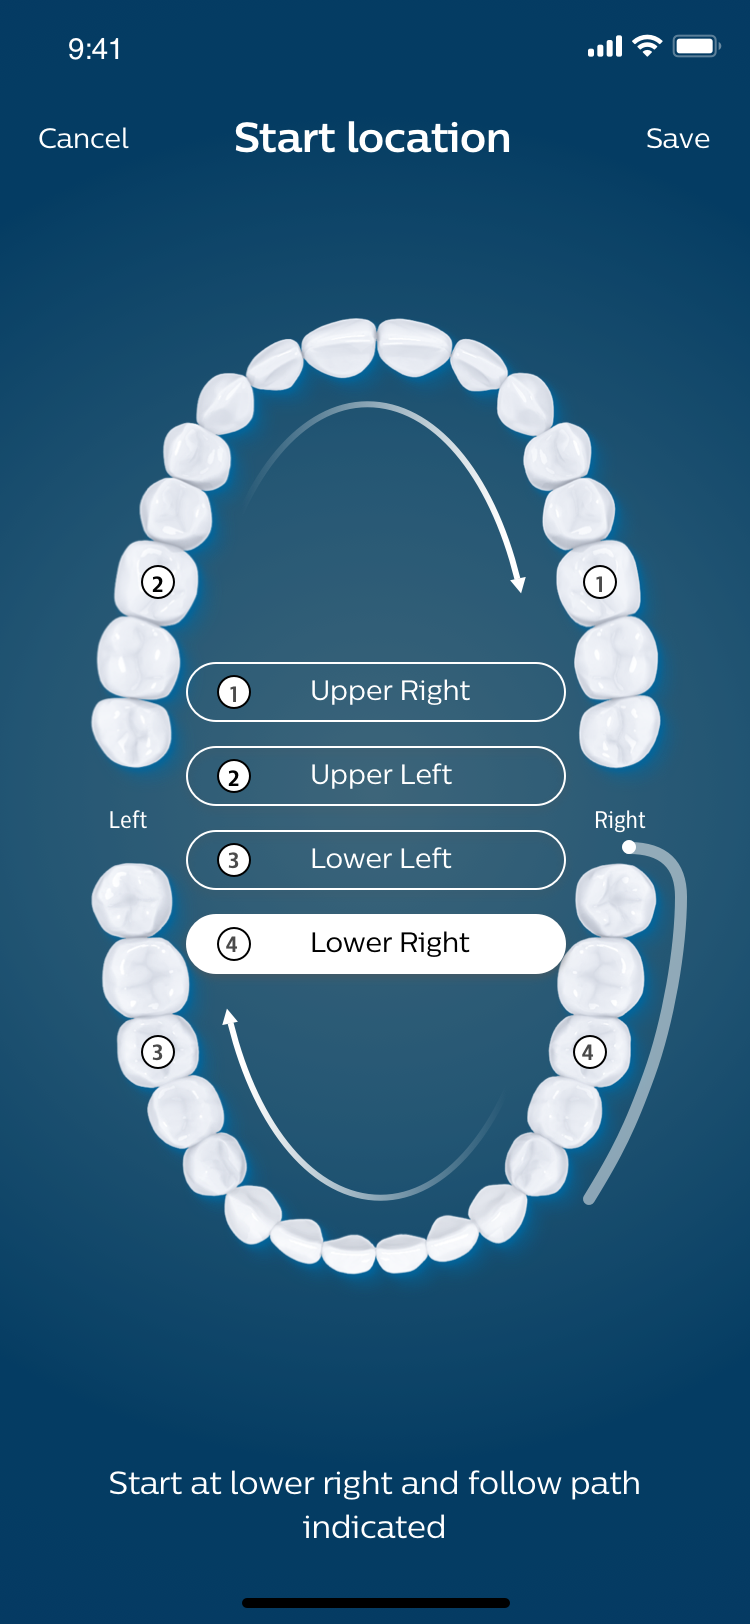 9:41
Cancel
Start location
Save
2
1
1 Upper Right
2 Upper Left
Left
Right
3 Lower Left
4 Lower Right
3
4
Start at lower right and follow path
indicated